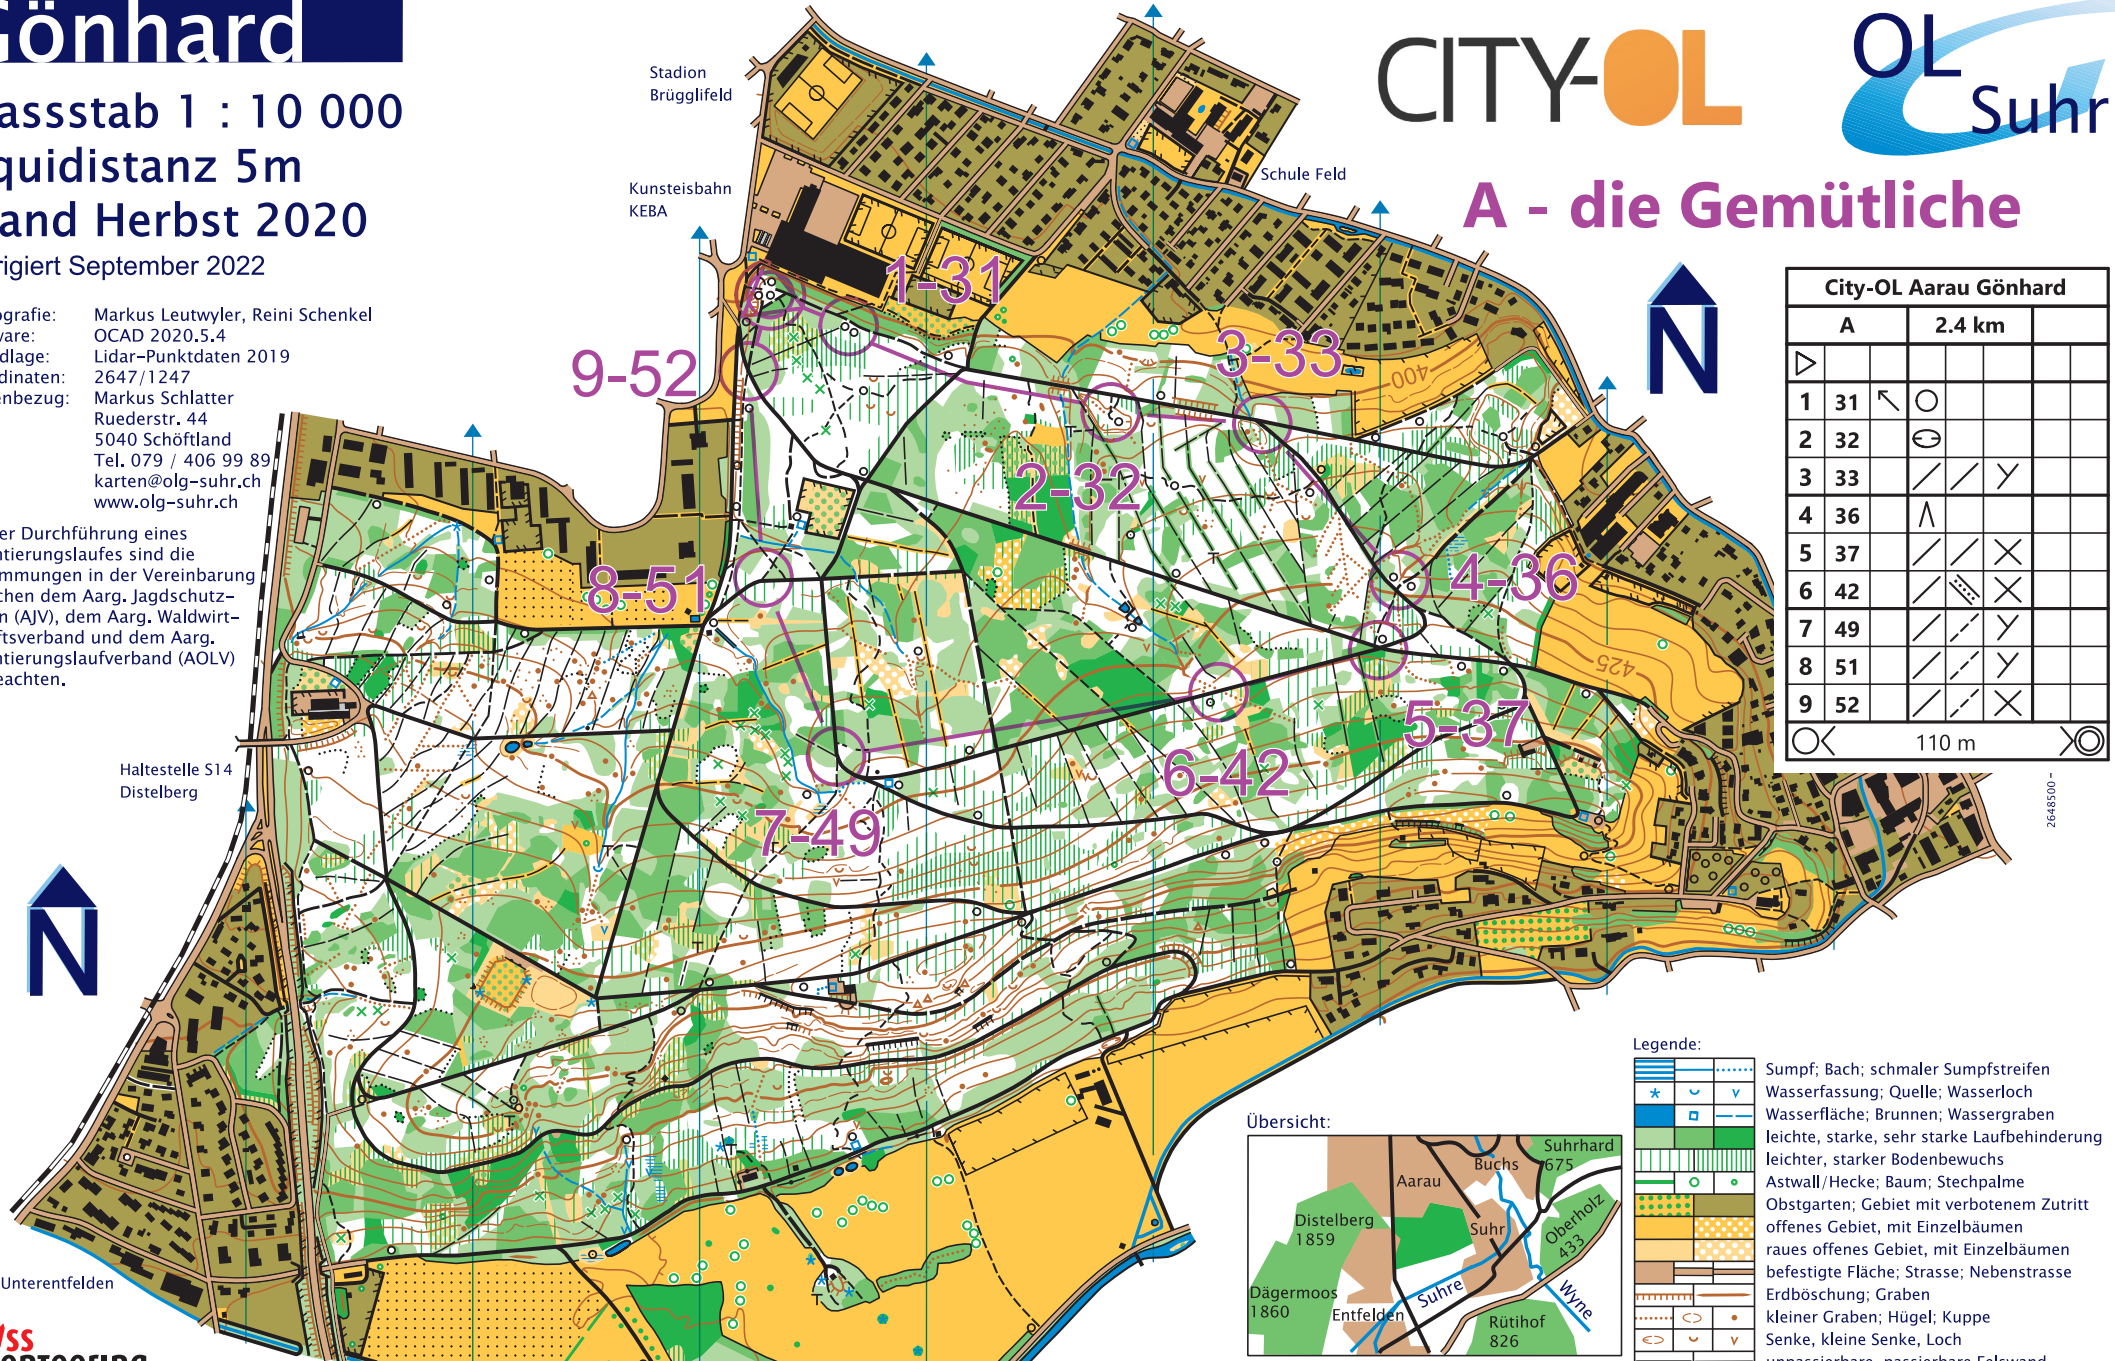 Gönhard
assstab 1 : 10 000
quidistanz 5m
and Herbst 2020
rigiert September 2022
ografie: Markus Leutwyler, Reini Schenkel
vare: OCAD 2020.5.4
dlage: Lidar-Punktdaten 2019
dinaten: 2647/1247
enbezug: Markus Schlatter
Ruederstr. 44
5040 Schöftland
Tel. 079 / 406 99 89
karten@olg-suhr.ch
www.olg-suhr.ch
er Durchführung eines
ntierungslaufes sind die
mmungen in der Vereinbarung
chen dem Aarg. Jagdschutz-
n (AJV), dem Aarg. Waldwirt-
ftsverband und dem Aarg.
ntierungslaufverband (AOLV)
eachten.
Stadion
Brügglifeld
Kunsteisbahn
KEBA
Schule Feld
CITY-OL
OL
Suhr
A - die Gemütliche
1-31
9-52
3-33
400
2-32
8-51
4-36
425
5-37
6-42
7-49
Haltestelle S14
Distelberg
N
N
City-OL Aarau Gönhard
A 2.4 km
1 31
2 32
3 33
4 36
5 37
6 42
7 49
8 51
9 52
110 m
2648500 -
Unterentfelden
Übersicht:
Suhrhard
675
Buchs
Aarau
Distelberg
1859
Suhr
Oberholz
433
Dägermoos
1860
Entfelden
Suhre
Wyne
Rütihof
826
Legende:
Sumpf; Bach; schmaler Sumpfstreifen
Wasserfassung; Quelle; Wasserloch
Wasserfläche; Brunnen; Wassergraben
leichte, starke, sehr starke Laufbehinderung
leichter, starker Bodenbewuchs
Astwall/Hecke; Baum; Stechpalme
Obstgarten; Gebiet mit verbotenem Zutritt
offenes Gebiet, mit Einzelbäumen
raues offenes Gebiet, mit Einzelbäumen
befestigte Fläche; Strasse; Nebenstrasse
Erdböschung; Graben
kleiner Graben; Hügel; Kuppe
Senke, kleine Senke, Loch